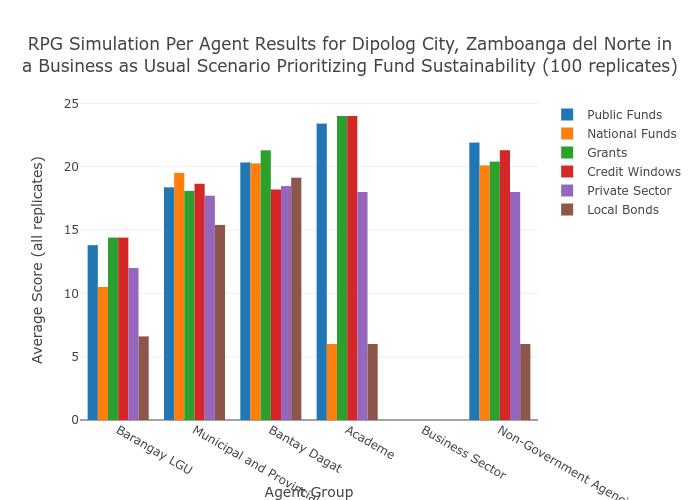 RPG Simulation Per Agent Results for Dipolog City, Zamboanga del Norte in
a Business as Usual Scenario Prioritizing Fund Sustainability (100 replicates)
25
20
15
10
5
0
Average Score (all replicates)
Public Funds
National Funds
Grants
Credit Windows
Private Sector
Local Bonds
Barangay LGU
Municipal and
Bantay Dagat
Academe
Business Sector
Non-Government
Agent Group